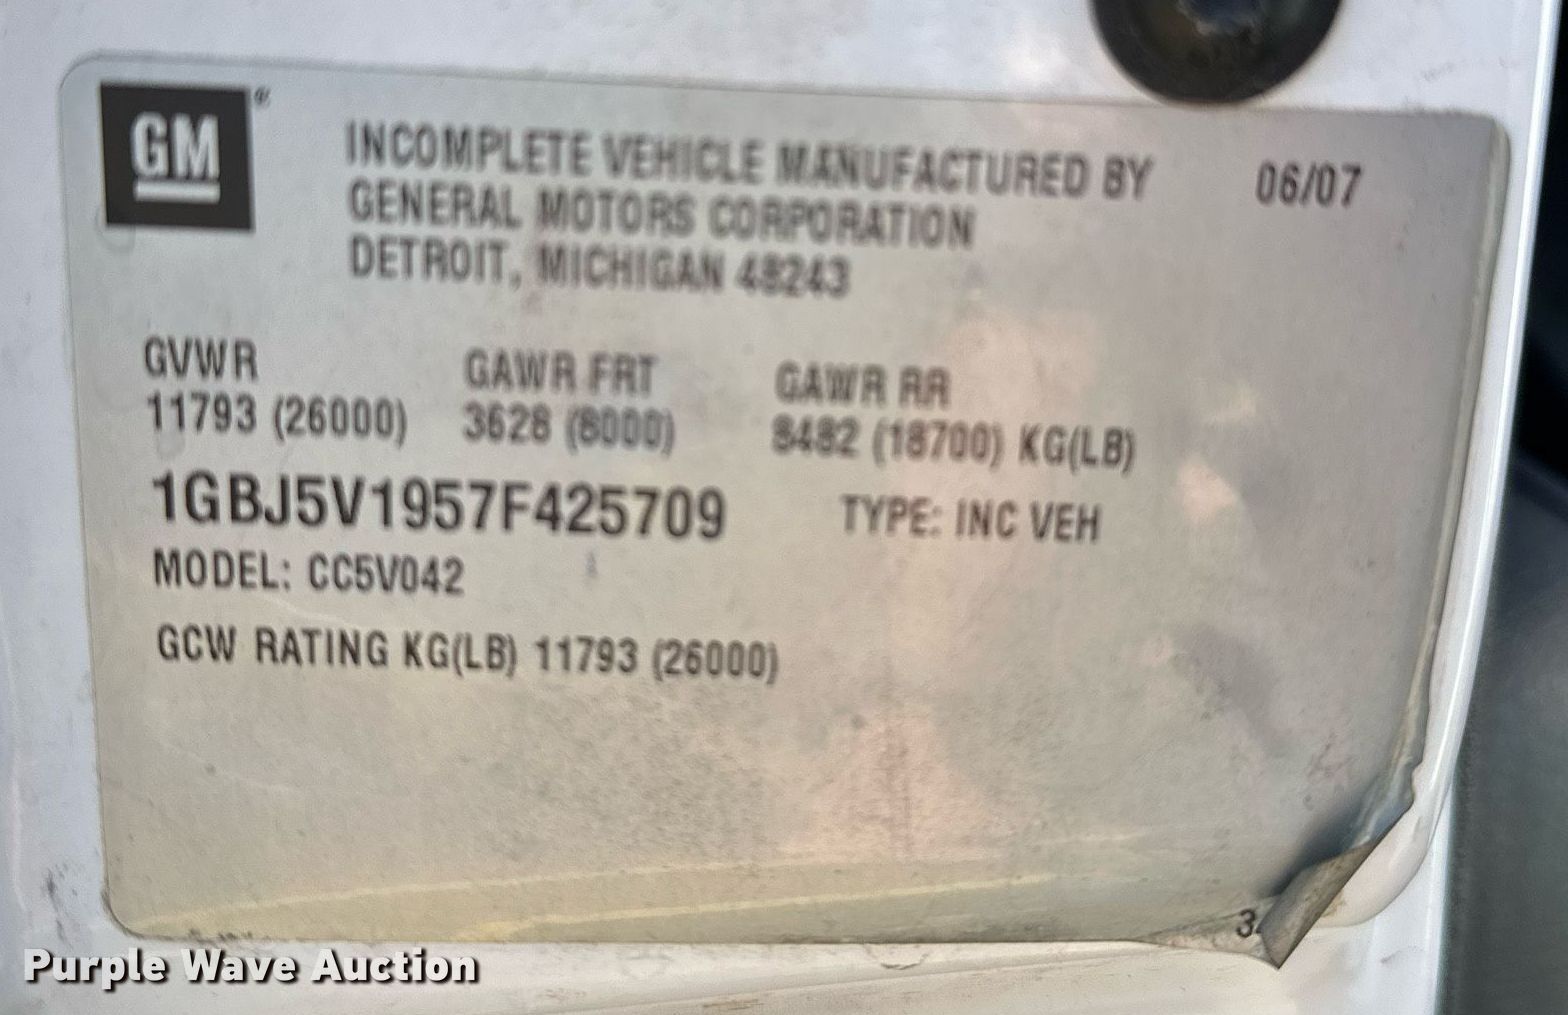 GM®
INCOMPLETE VEHICLE MANUFACTURED BY 06/07
GENERAL MOTORS CORPORATION
DETROIT, MICHIGAN 48243
GVWR GAWR FRT GAWR RR
11793 (26000) 3628 (8000) 8482 (18700) KG(LB)
1GBJ5V1957F425709 TYPE: INC VEH
MODEL: CC5V042
GCW RATING KG(LB) 11793 (26000)
3
Purple Wave Auction